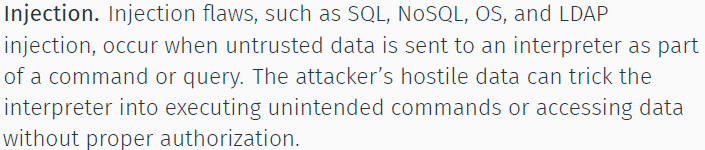 Injection. Injection flaws, such as SQL, NoSQL, OS, and LDAP
injection, occur when untrusted data is sent to an interpreter as part
of a command or query. The attacker’s hostile data can trick the
interpreter into executing unintended commands or accessing data
without proper authorization.